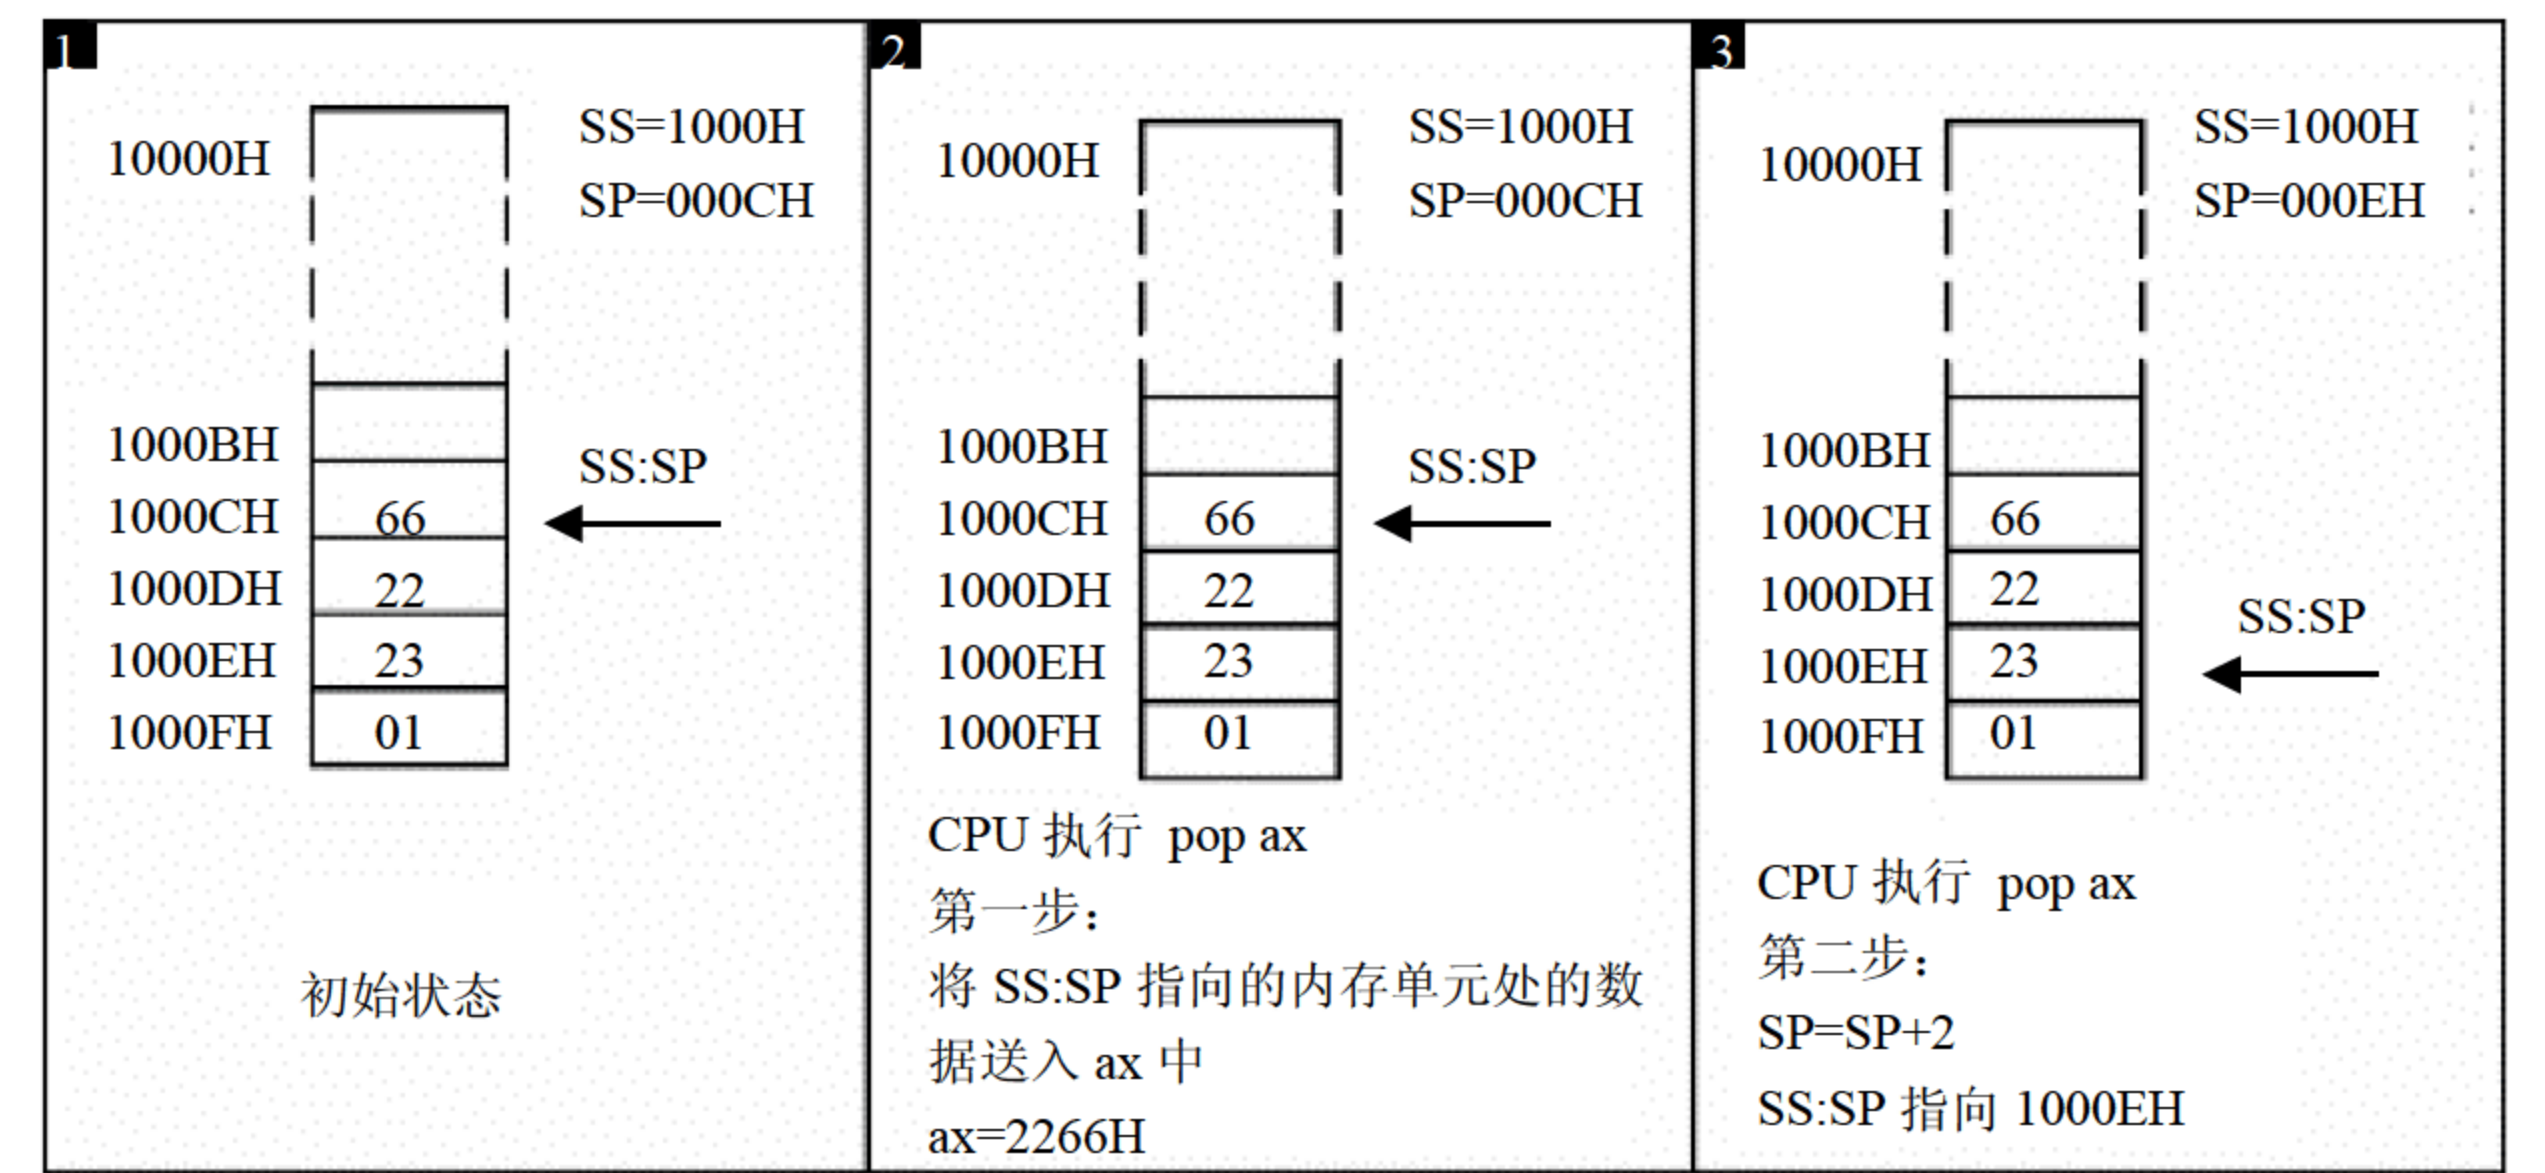 1
SS=1000H
10000H
SP=000CH
1000BH
SS:SP
1000CH 66
1000DH 22
1000EH 23
1000FH 01
初始状态
2
SS=1000H
10000H
SP=000CH
1000BH
SS:SP
1000CH 66
1000DH 22
1000EH 23
1000FH 01
CPU 执行 pop ax
第一步：
将 SS:SP 指向的内存单元处的数
据送入 ax 中
ax=2266H
3
SS=1000H
10000H
SP=000EH
1000BH
1000CH 66
1000DH 22
SS:SP
1000EH 23
1000FH 01
CPU 执行 pop ax
第二步：
SP=SP+2
SS:SP 指向 1000EH